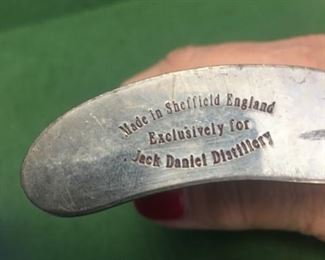 Made in Sheffield England
Exclusively for
Jack Daniel Distillery